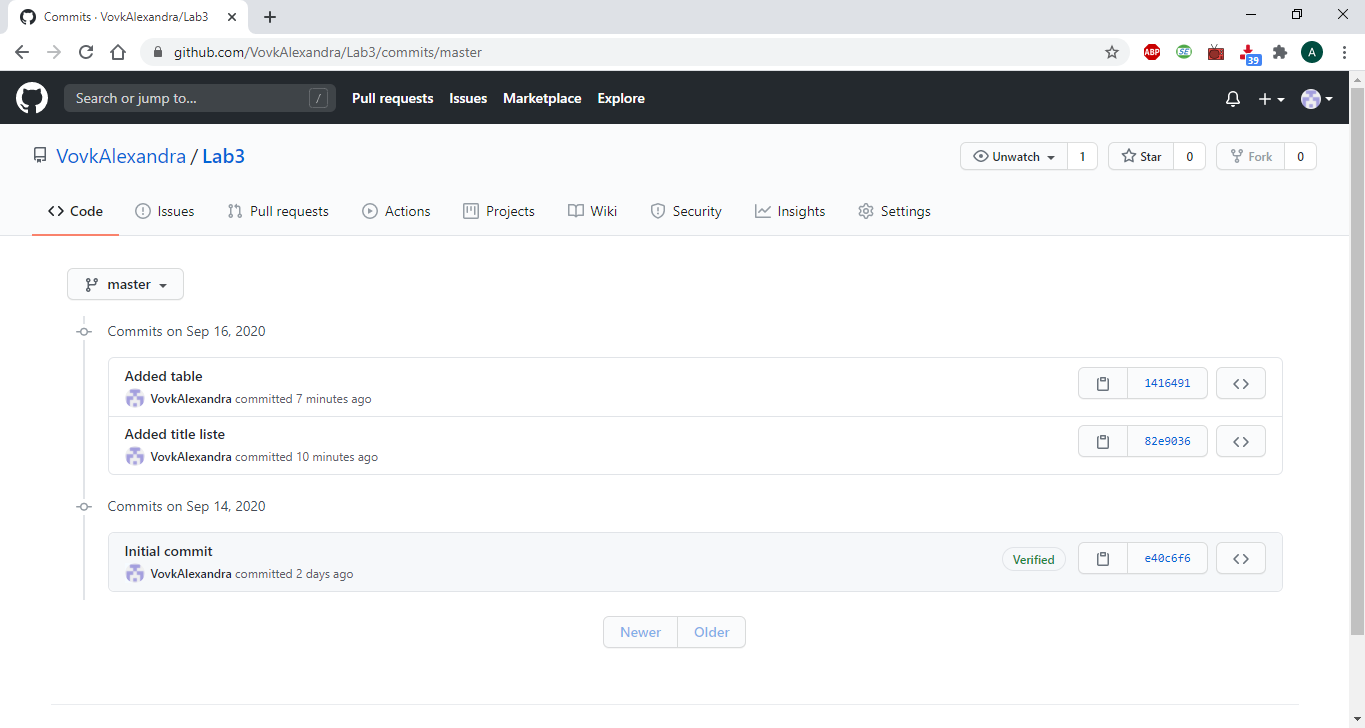 Commits · VovkAlexandra/Lab3
github.com/VovkAlexandra/Lab3/commits/master
ABP
SE
39
A
Search or jump to...
/
Pull requests
Issues
Marketplace
Explore
VovkAlexandra / Lab3
Unwatch 1
Star 0
Fork 0
Code
Issues
Pull requests
Actions
Projects
Wiki
Security
Insights
Settings
master
Commits on Sep 16, 2020
Added table
VovkAlexandra committed 7 minutes ago
1416491
Added title liste
VovkAlexandra committed 10 minutes ago
82e9036
Commits on Sep 14, 2020
Initial commit
VovkAlexandra committed 2 days ago
Verified
e40c6f6
Newer
Older